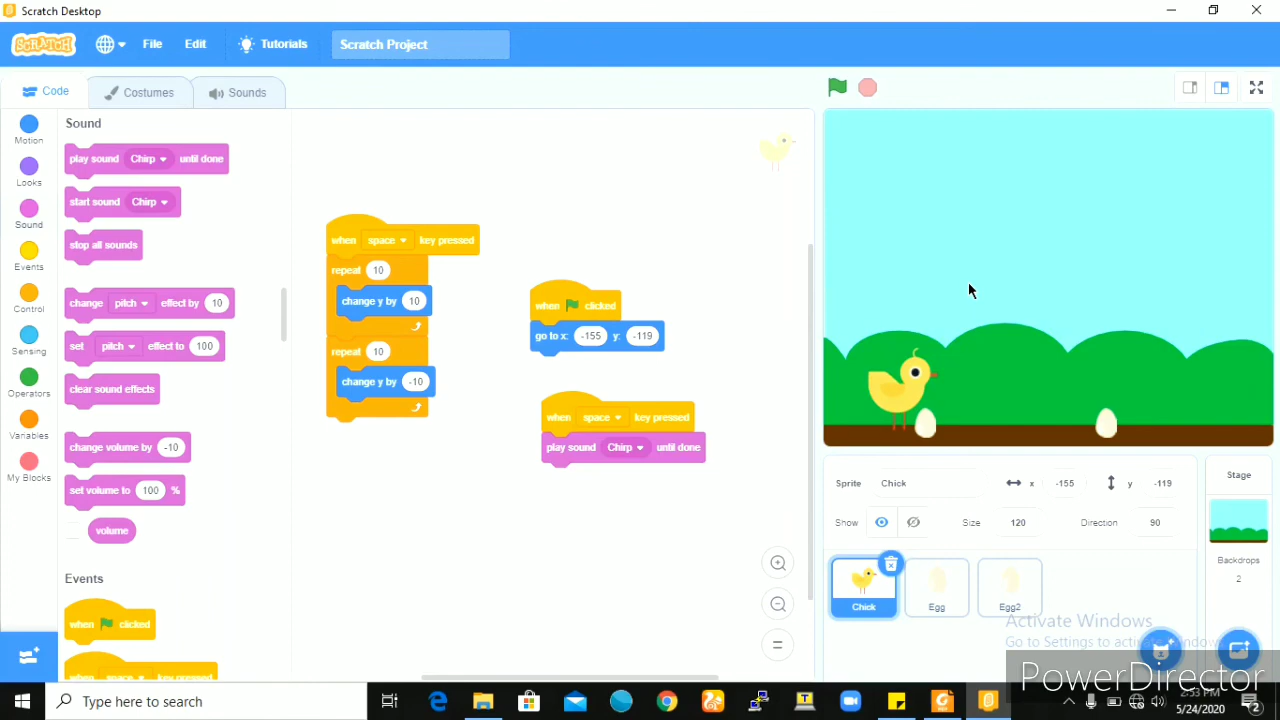 Scratch Desktop
SCRATCH File Edit Tutorials Scratch Project
Code Costumes Sounds
Motion
Looks
Sound
Events
Control
Sensing
Operators
Variables
My Blocks
Sound
play sound Chirp until done
start sound Chirp
stop all sounds
change pitch effect by 10
set pitch effect to 100
clear sound effects
change volume by -10
set volume to 100 %
volume
Events
when clicked
when space key pressed
repeat 10
change y by 10
repeat 10
change y by -10
when clicked
go to x: -155 y: -119
when space key pressed
play sound Chirp until done
Sprite Chick x -155 y -119
Show Size 120 Direction 90
Chick Egg Egg2
Stage
Backdrops
2
Activate Windows
Go to Settings to activate Windows.
PowerDirector
Type here to search
2:53 PM
5/24/2020
2